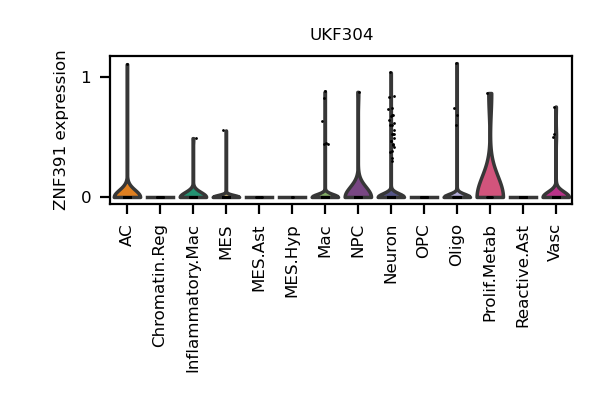 UKF304
ZNF391 expression
1
0
AC
Chromatin.Reg
Inflammatory.Mac
MES
MES.Ast
MES.Hyp
Mac
NPC
Neuron
OPC
Oligo
Prolif.Metab
Reactive.Ast
Vasc